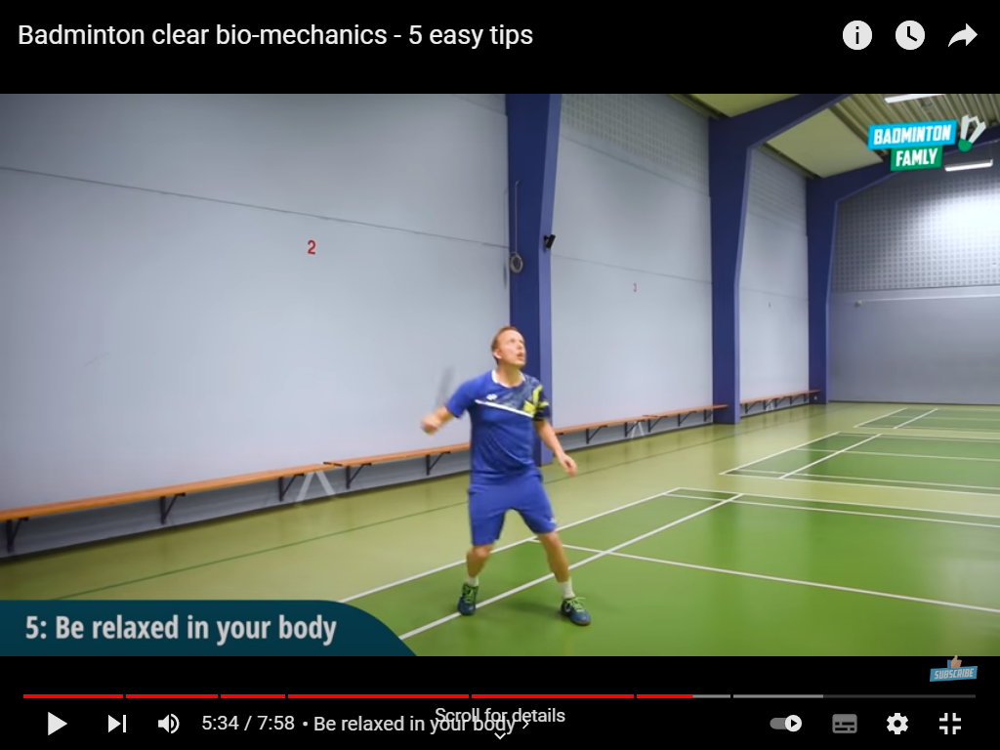 Badminton clear bio-mechanics - 5 easy tips
BADMINTON
FAMLY
2
5: Be relaxed in your body
SUBSCRIBE
5:34 / 7:58 • Be relaxed in your body ›
Scroll for details